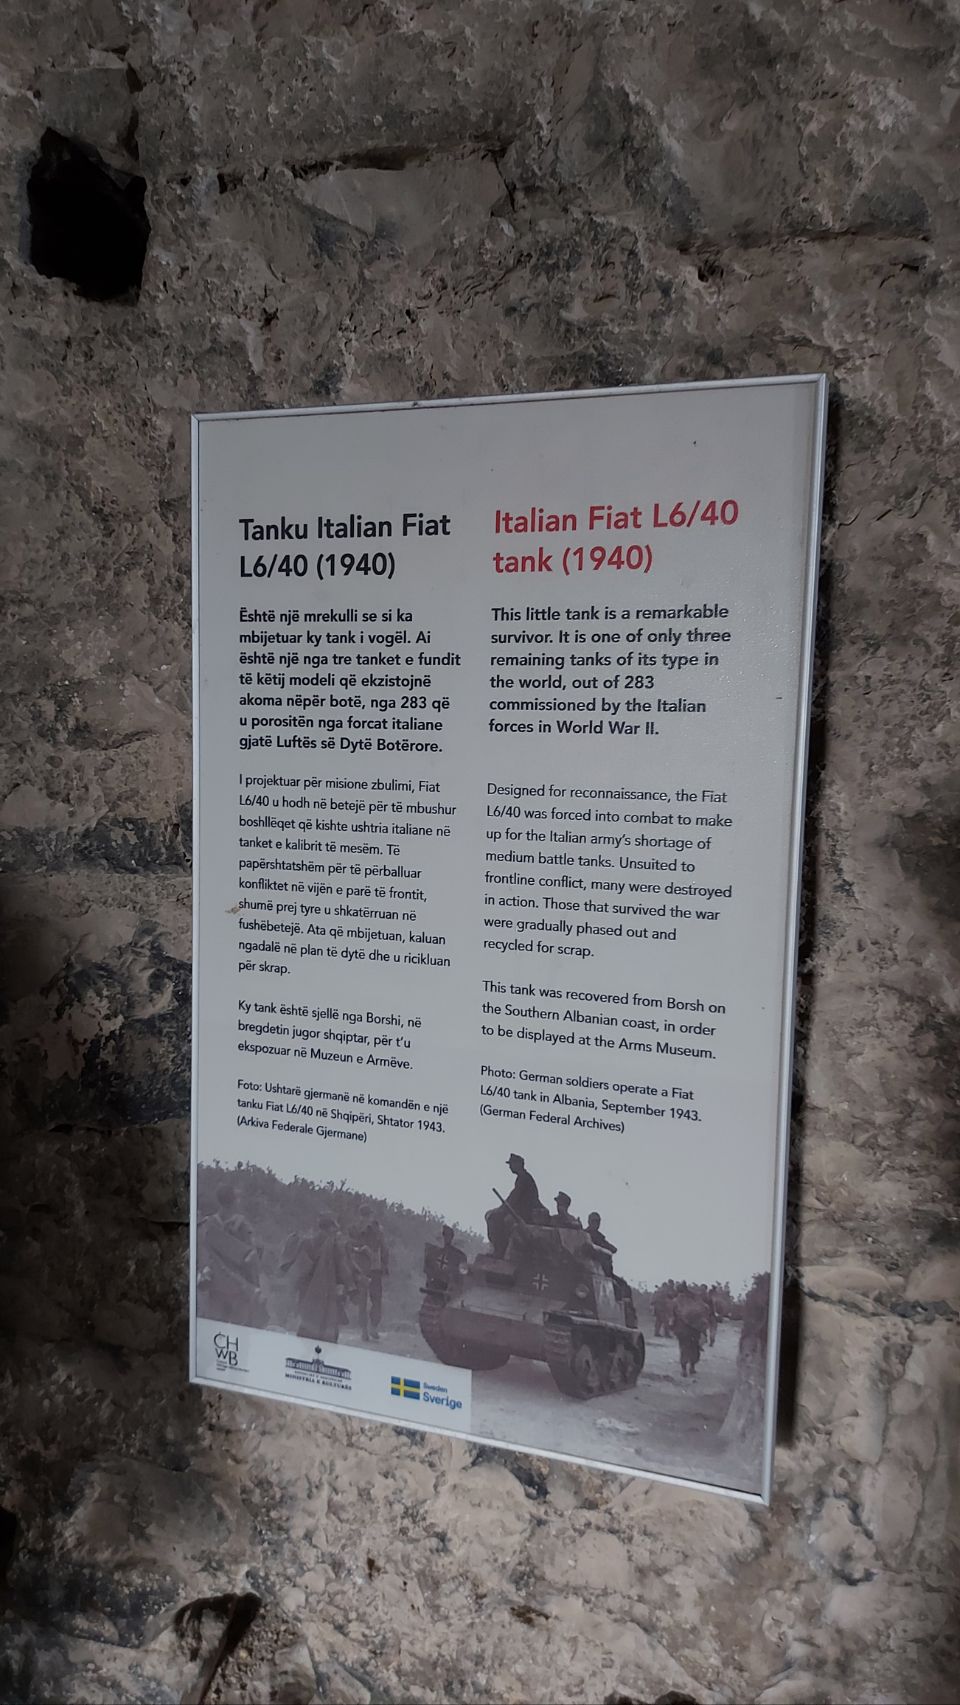 Tanku Italian Fiat
L6/40 (1940)
Është një mrekulli se si ka
mbijetuar ky tank i vogël. Ai
është një nga tre tanket e fundit
të këtij modeli që ekzistojnë
akoma nëpër botë, nga 283 që
u porositën nga forcat italiane
gjatë Luftës së Dytë Botërore.
I projektuar për misione zbulimi, Fiat
L6/40 u hodh në betejë për të mbushur
boshllëqet që kishte ushtria italiane në
tanket e kalibrit të mesëm. Të
papërshtatshëm për të përballuar
konfliktet në vijën e parë të frontit,
shumë prej tyre u shkatërruan në
fushëbetejë. Ata që mbijetuan, kaluan
ngadalë në plan të dytë dhe u ricikluan
për skrap.
Ky tank është sjellë nga Borshi, në
bregdetin jugor shqiptar, për t'u
ekspozuar në Muzeun e Armëve.
Foto: Ushtarë gjermanë në komandën e një
tanku Fiat L6/40 në Shqipëri, Shtator 1943.
(Arkiva Federale Gjermane)
Italian Fiat L6/40
tank (1940)
This little tank is a remarkable
survivor. It is one of only three
remaining tanks of its type in
the world, out of 283
commissioned by the Italian
forces in World War II.
Designed for reconnaissance, the Fiat
L6/40 was forced into combat to make
up for the Italian army's shortage of
medium battle tanks. Unsuited to
frontline conflict, many were destroyed
in action. Those that survived the war
were gradually phased out and
recycled for scrap.
This tank was recovered from Borsh on
the Southern Albanian coast, in order
to be displayed at the Arms Museum.
Photo: German soldiers operate a Fiat
L6/40 tank in Albania, September 1943.
(German Federal Archives)
CH
WB
MINISTRIA E KULTURËS
Sweden
Sverige